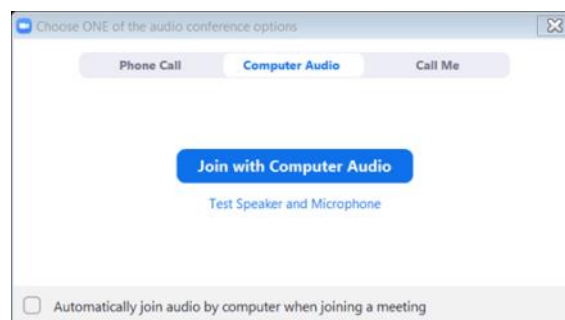 Choose ONE of the audio conference options
Phone Call Computer Audio Call Me
Join with Computer Audio
Test Speaker and Microphone
Automatically join audio by computer when joining a meeting